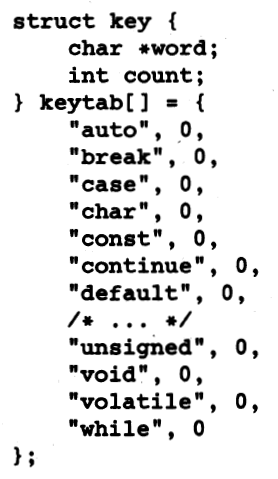 struct key {
    char *word;
    int count;
} keytab[] = {
    "auto", 0,
    "break", 0,
    "case", 0,
    "char", 0,
    "const", 0,
    "continue", 0,
    "default", 0,
    /* ... */
    "unsigned", 0,
    "void", 0,
    "volatile", 0,
    "while", 0
};